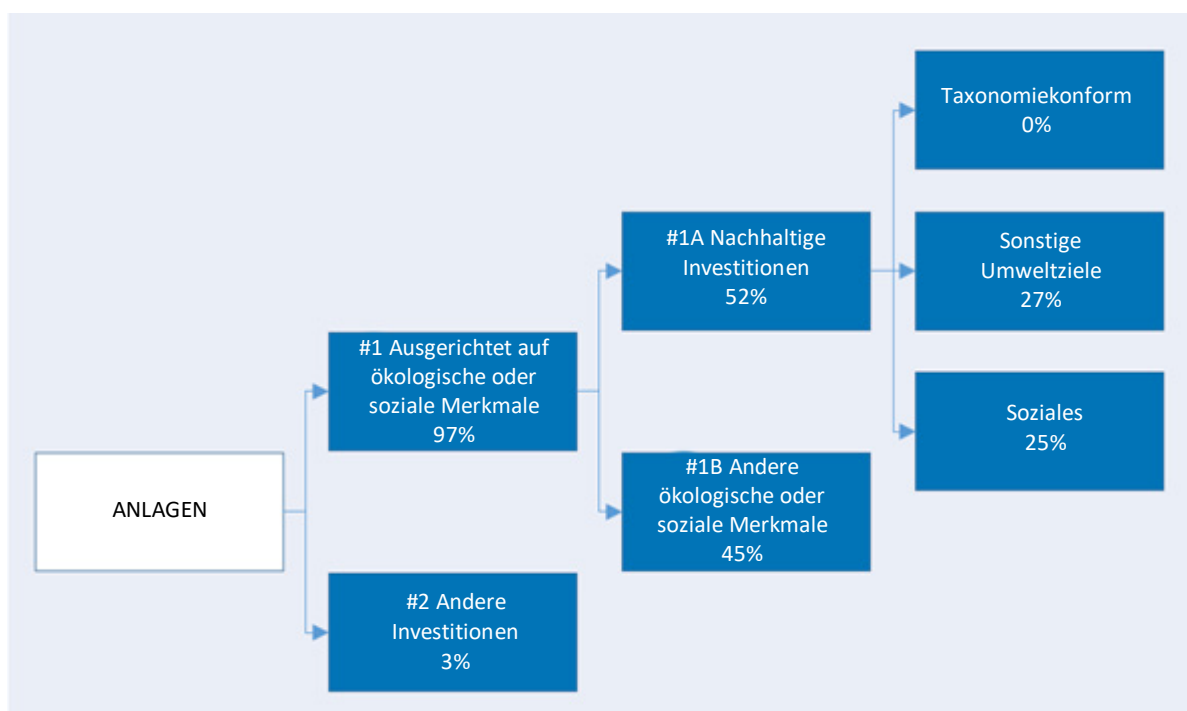 ANLAGEN
#1 Ausgerichtet auf
ökologische oder
soziale Merkmale
97%
#2 Andere
Investitionen
3%
#1A Nachhaltige
Investitionen
52%
#1B Andere
ökologische oder
soziale Merkmale
45%
Taxonomiekonform
0%
Sonstige
Umweltziele
27%
Soziales
25%